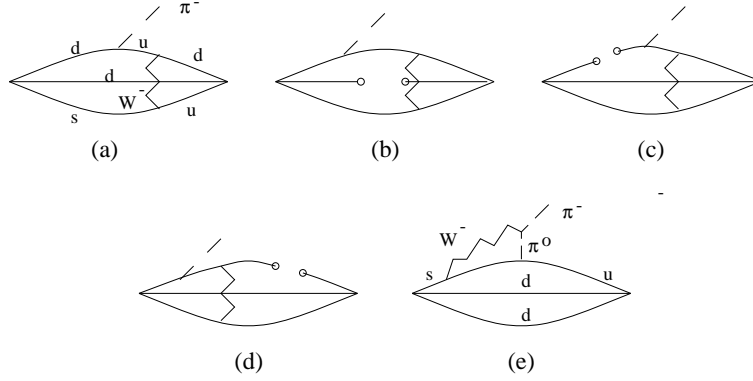 π⁻
d u d
d
W⁻
s u
(a) (b) (c)
W⁻ π⁻
π⁰
s d u
d
(d) (e)